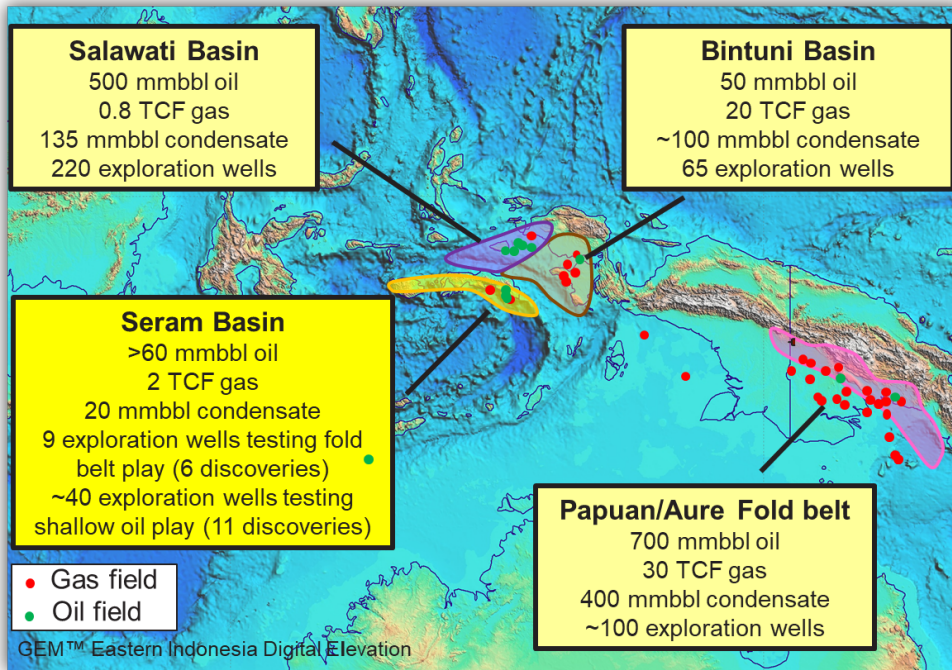 Salawati Basin
500 mmbbl oil
0.8 TCF gas
135 mmbbl condensate
220 exploration wells
Bintuni Basin
50 mmbbl oil
20 TCF gas
~100 mmbbl condensate
65 exploration wells
Seram Basin
>60 mmbbl oil
2 TCF gas
20 mmbbl condensate
9 exploration wells testing fold
belt play (6 discoveries)
~40 exploration wells testing
shallow oil play (11 discoveries)
Papuan/Aure Fold belt
700 mmbbl oil
30 TCF gas
400 mmbbl condensate
~100 exploration wells
Gas field
Oil field
GEM™ Eastern Indonesia Digital Elevation